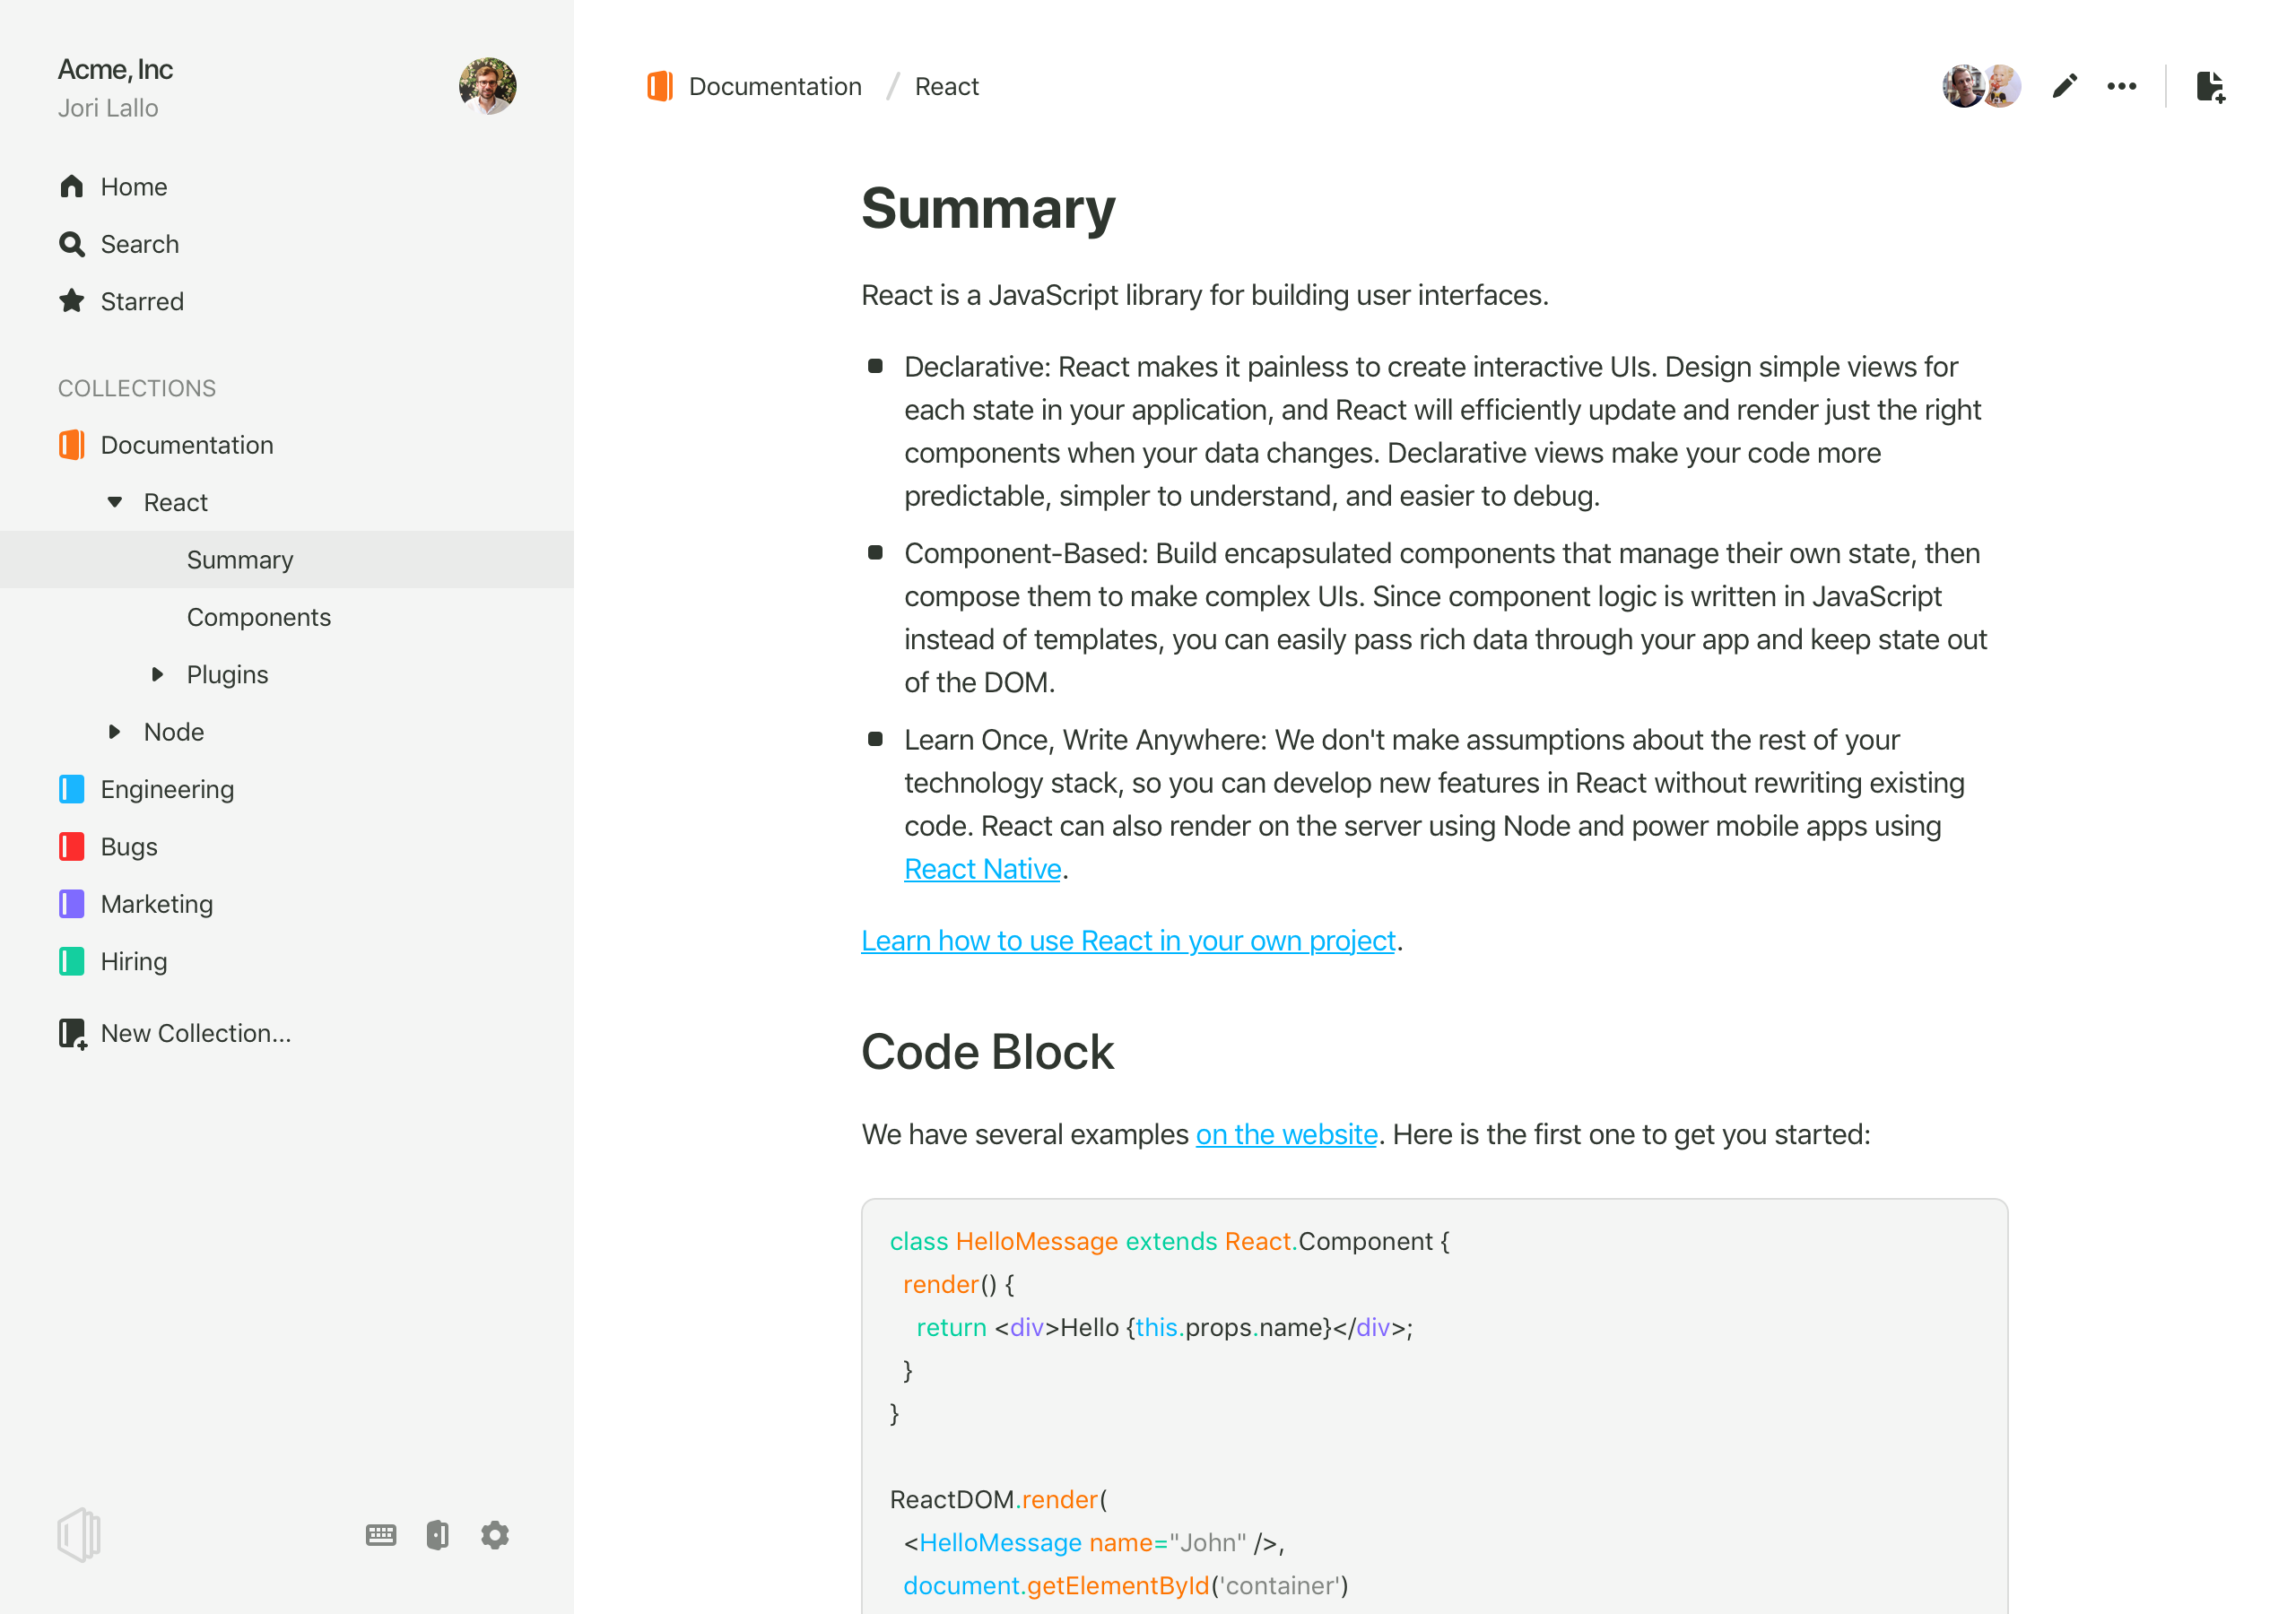 Acme, Inc
Jori Lallo
Home
Search
Starred
COLLECTIONS
Documentation
React
Summary
Components
Plugins
Node
Engineering
Bugs
Marketing
Hiring
New Collection...
Documentation / React
Summary
React is a JavaScript library for building user interfaces.
Declarative: React makes it painless to create interactive UIs. Design simple views for
each state in your application, and React will efficiently update and render just the right
components when your data changes. Declarative views make your code more
predictable, simpler to understand, and easier to debug.
Component-Based: Build encapsulated components that manage their own state, then
compose them to make complex UIs. Since component logic is written in JavaScript
instead of templates, you can easily pass rich data through your app and keep state out
of the DOM.
Learn Once, Write Anywhere: We don't make assumptions about the rest of your
technology stack, so you can develop new features in React without rewriting existing
code. React can also render on the server using Node and power mobile apps using
React Native.
Learn how to use React in your own project.
Code Block
We have several examples on the website. Here is the first one to get you started:
class HelloMessage extends React.Component {
  render() {
    return <div>Hello {this.props.name}</div>;
  }
}
ReactDOM.render(
  <HelloMessage name="John" />,
  document.getElementById('container')